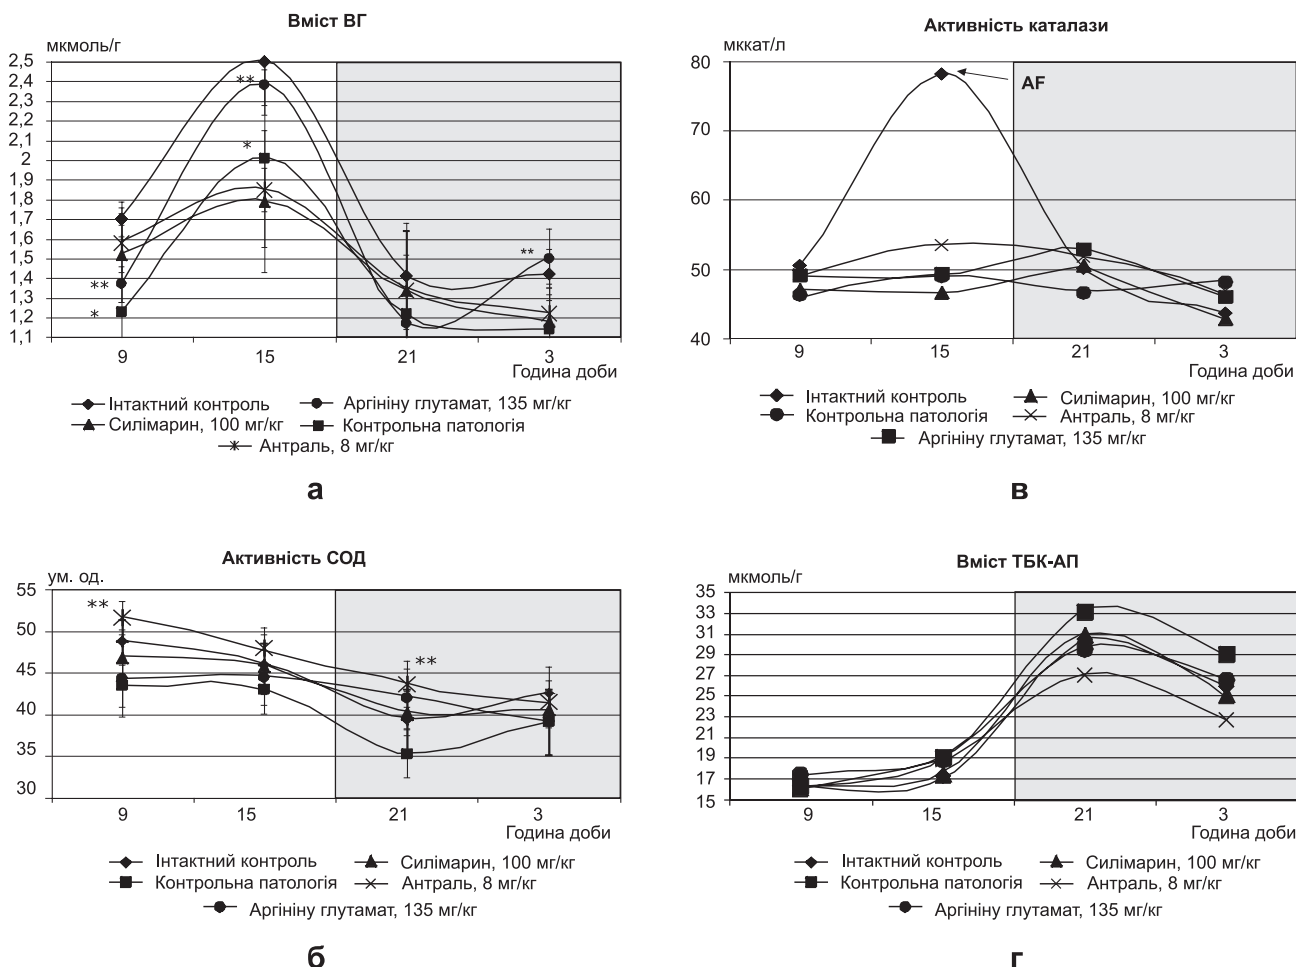 Вміст ВГ
мкмоль/г
2,5
2,4
2,3
2,2
2,1
2
1,9
1,8
1,7
1,6
1,5
1,4
1,3
1,2
1,1
**
*
**
*
**
9 15 21 3
Година доби
Інтактний контроль Аргініну глутамат, 135 мг/кг
Силімарин, 100 мг/кг Контрольна патологія
Антраль, 8 мг/кг
а
Активність каталази
мккат/л
80
70
60
50
40
AF
9 15 21 3
Година доби
Інтактний контроль Силімарин, 100 мг/кг
Контрольна патологія Антраль, 8 мг/кг
Аргініну глутамат, 135 мг/кг
в
Активність СОД
ум. од.
55
50
45
40
35
30
**
**
9 15 21 3
Година доби
Інтактний контроль Силімарин, 100 мг/кг
Контрольна патологія Антраль, 8 мг/кг
Аргініну глутамат, 135 мг/кг
б
Вміст ТБК-АП
мкмоль/г
35
33
31
29
27
25
23
21
19
17
15
9 15 21 3
Година доби
Інтактний контроль Силімарин, 100 мг/кг
Контрольна патологія Антраль, 8 мг/кг
Аргініну глутамат, 135 мг/кг
г